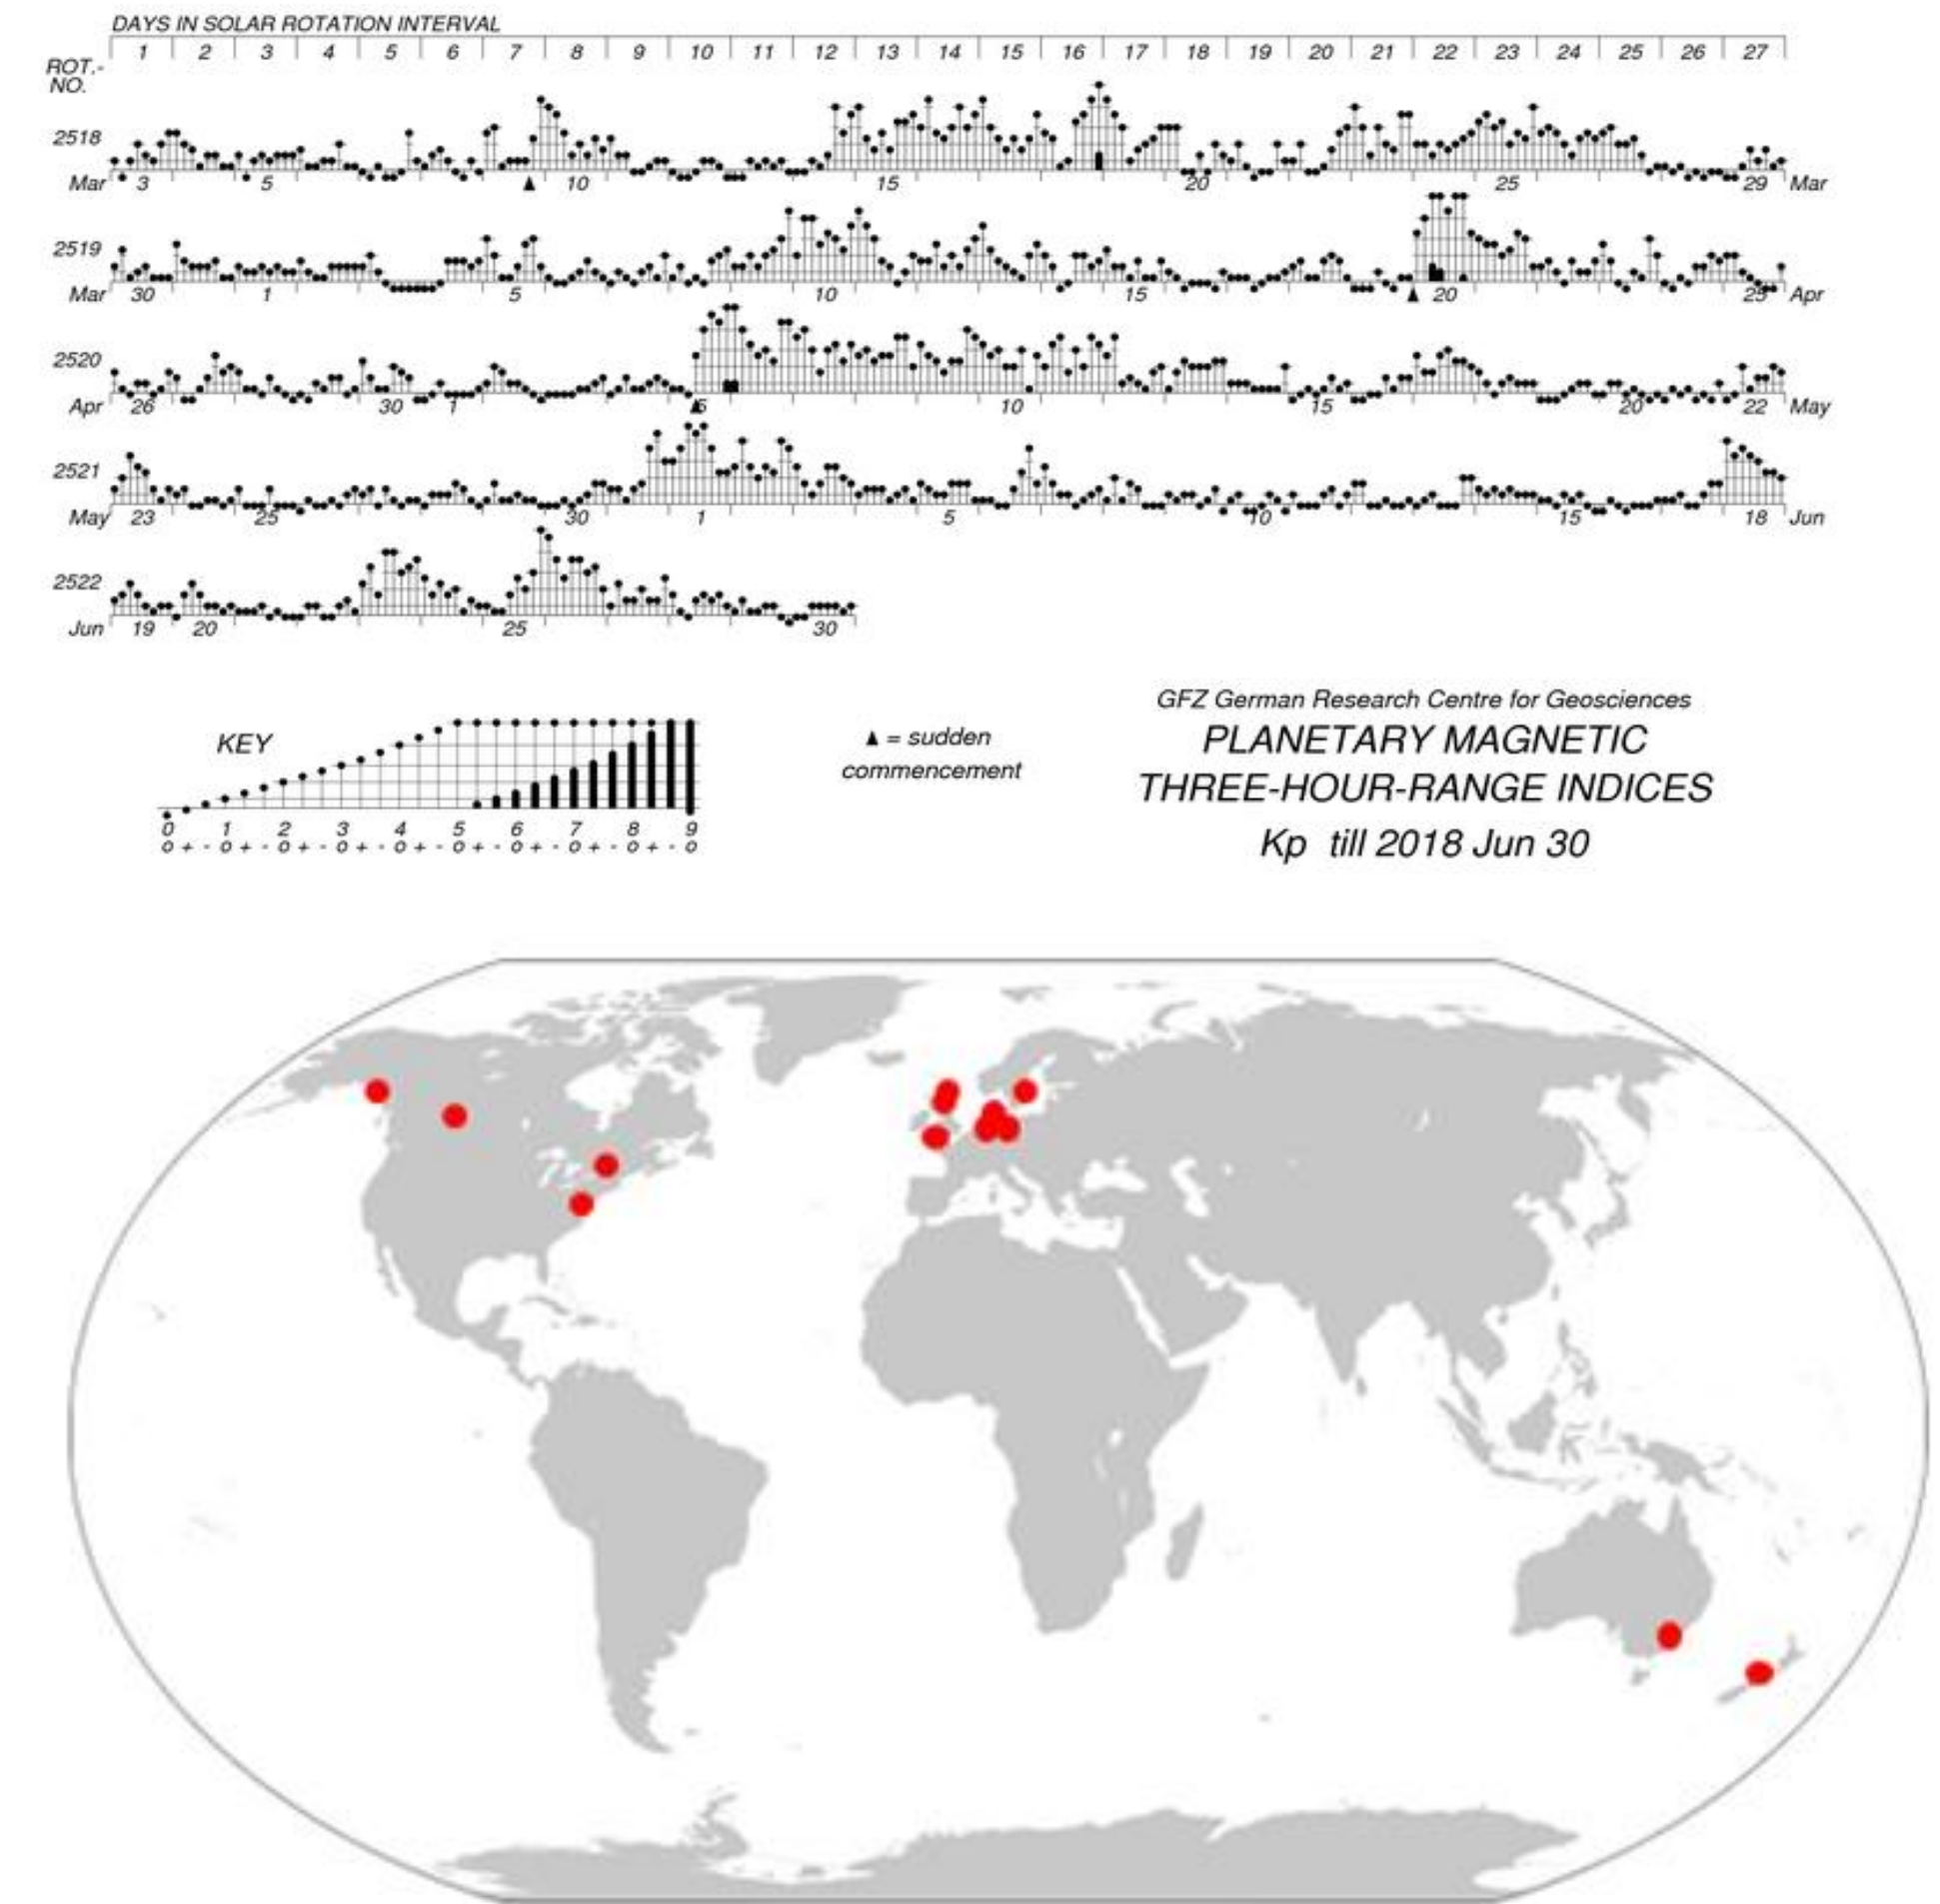 DAYS IN SOLAR ROTATION INTERVAL
1 2 3 4 5 6 7 8 9 10 11 12 13 14 15 16 17 18 19 20 21 22 23 24 25 26 27
ROT.-
NO.
2518
Mar 3 5 10 15 20 25 29 Mar
2519
Mar 30 1 5 10 15 20 25 Apr
2520
Apr 26 30 1 5 10 15 20 22 May
2521
May 23 25 30 1 5 10 15 18 Jun
2522
Jun 19 20 25 30
KEY
0 1 2 3 4 5 6 7 8 9
o + - o + - o + - o + - o + - o + - o + - o + - o + - o
▲ = sudden
commencement
GFZ German Research Centre for Geosciences
PLANETARY MAGNETIC
THREE-HOUR-RANGE INDICES
Kp till 2018 Jun 30